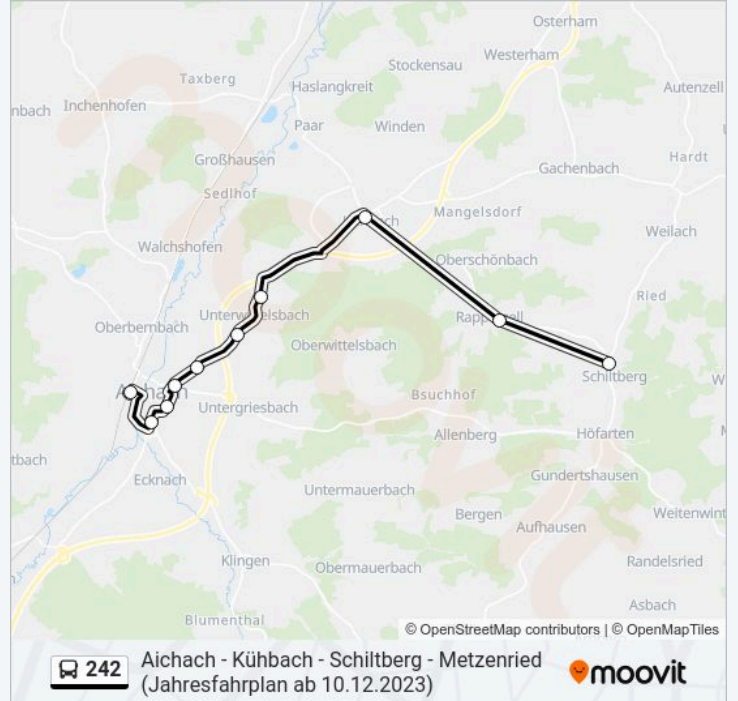 Osterham
Westerham
Stockensau
Taxberg
Haslangkreit
Autenzell
nbach
Inchenhofen
Paar
Winden
Großhausen
Hardt
Gachenbach
Sedlhof
Mangelsdorf
Weilach
Walchshofen
Oberschönbach
Ried
Oberbernbach
Oberwittelsbach
Schiltberg
Bsuchhof
Untergriesbach
Allenberg
Höfarten
tbach
Gundertshausen
Ecknach
Untermauerbach
Bergen
Weitenwint
Aufhausen
Klingen
Obermauerbach
Randelsried
Asbach
Blumenthal
© OpenStreetMap contributors | © OpenMapTiles
242
Aichach - Kühbach - Schiltberg - Metzenried
(Jahresfahrplan ab 10.12.2023)
moovit